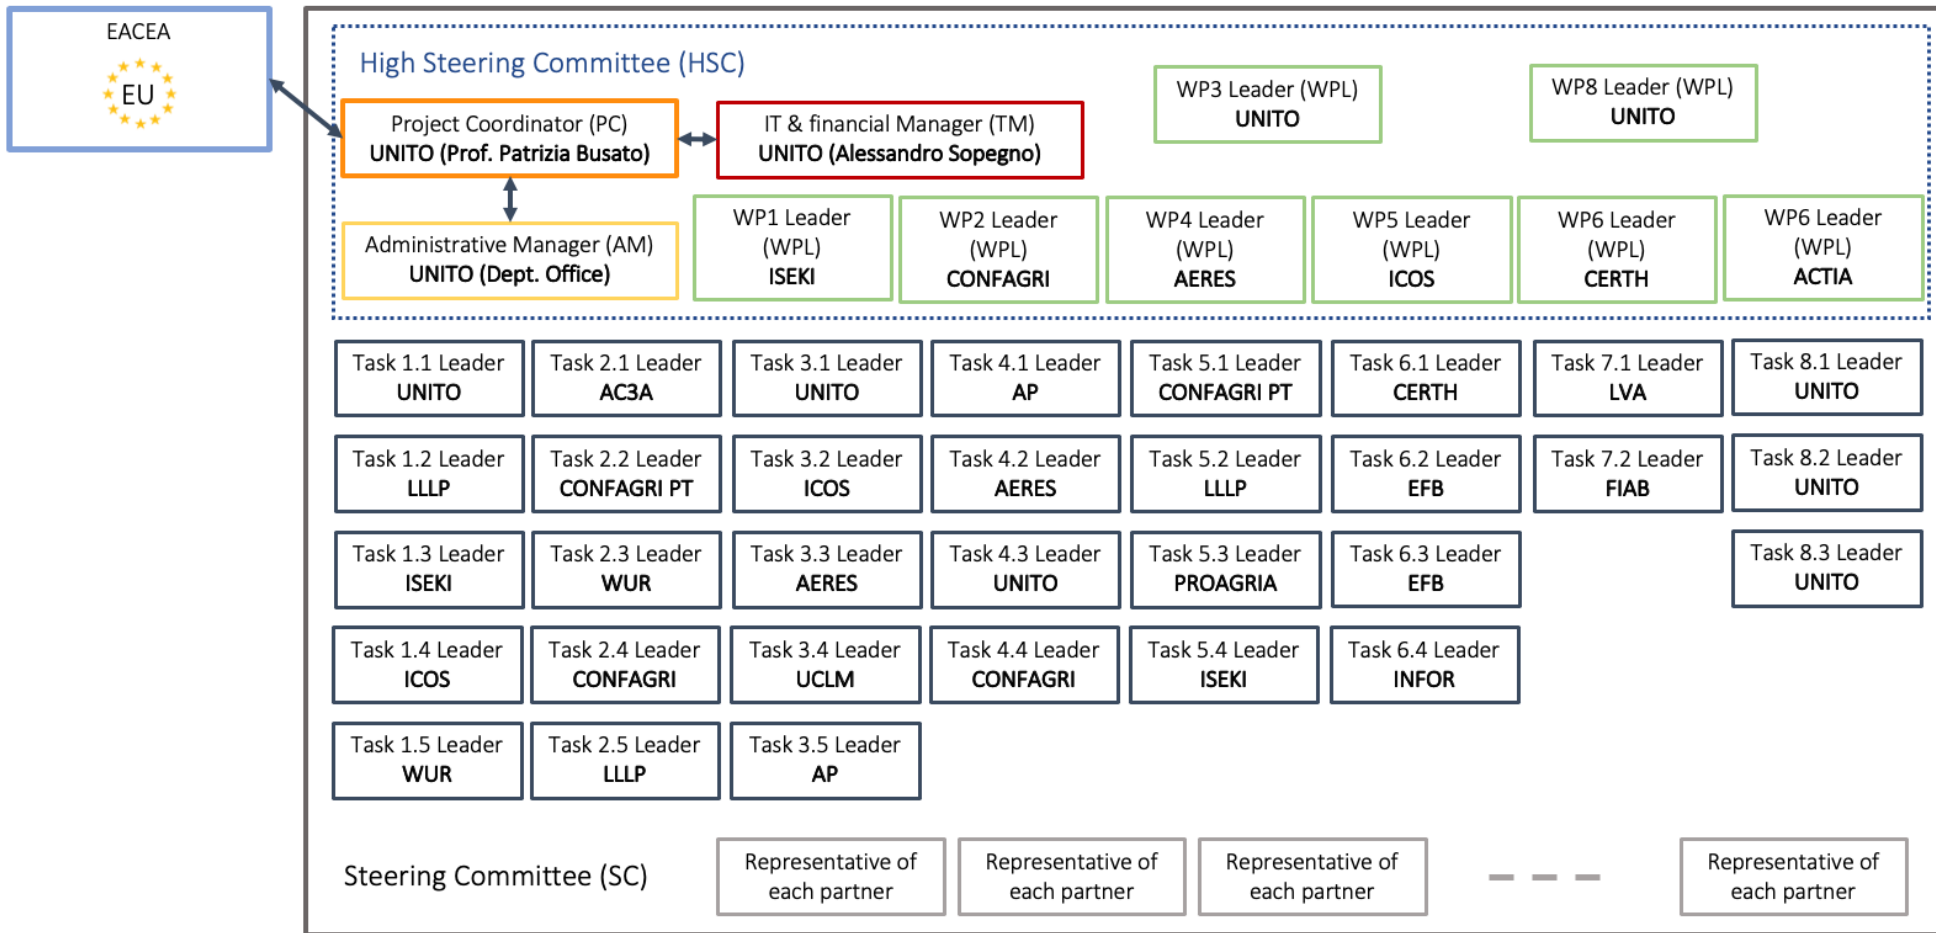 EACEA
EU
High Steering Committee (HSC)
WP3 Leader (WPL)
UNITO
WP8 Leader (WPL)
UNITO
Project Coordinator (PC)
UNITO (Prof. Patrizia Busato)
IT & financial Manager (TM)
UNITO (Alessandro Sopegno)
Administrative Manager (AM)
UNITO (Dept. Office)
WP1 Leader
(WPL)
ISEKI
WP2 Leader
(WPL)
CONFAGRI
WP4 Leader
(WPL)
AERES
WP5 Leader
(WPL)
ICOS
WP6 Leader
(WPL)
CERTH
WP6 Leader
(WPL)
ACTIA
Task 1.1 Leader
UNITO
Task 2.1 Leader
AC3A
Task 3.1 Leader
UNITO
Task 4.1 Leader
AP
Task 5.1 Leader
CONFAGRI PT
Task 6.1 Leader
CERTH
Task 7.1 Leader
LVA
Task 8.1 Leader
UNITO
Task 1.2 Leader
LLLP
Task 2.2 Leader
CONFAGRI PT
Task 3.2 Leader
ICOS
Task 4.2 Leader
AERES
Task 5.2 Leader
LLLP
Task 6.2 Leader
EFB
Task 7.2 Leader
FIAB
Task 8.2 Leader
UNITO
Task 1.3 Leader
ISEKI
Task 2.3 Leader
WUR
Task 3.3 Leader
AERES
Task 4.3 Leader
UNITO
Task 5.3 Leader
PROAGRIA
Task 6.3 Leader
EFB
Task 8.3 Leader
UNITO
Task 1.4 Leader
ICOS
Task 2.4 Leader
CONFAGRI
Task 3.4 Leader
UCLM
Task 4.4 Leader
CONFAGRI
Task 5.4 Leader
ISEKI
Task 6.4 Leader
INFOR
Task 1.5 Leader
WUR
Task 2.5 Leader
LLLP
Task 3.5 Leader
AP
Steering Committee (SC)
Representative of
each partner
Representative of
each partner
Representative of
each partner
Representative of
each partner